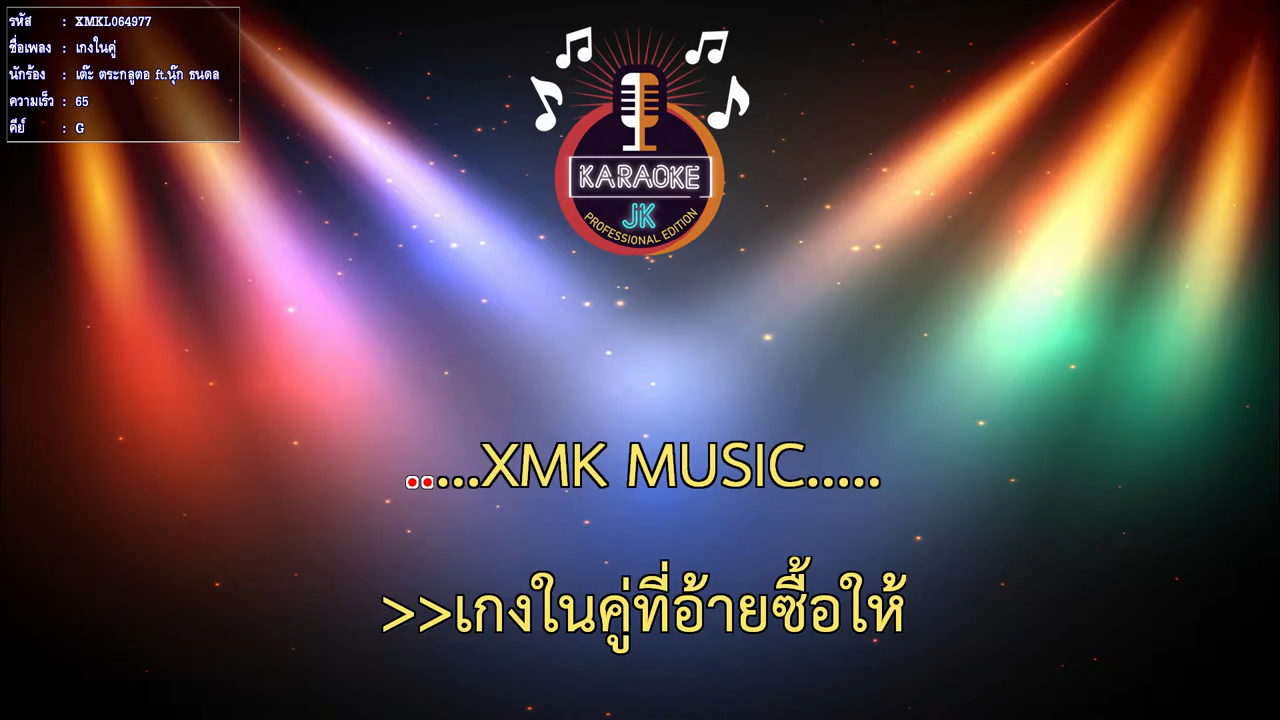 รหัส : XMKL064977
ชื่อเพลง : เกงในคู่
นักร้อง : เต๊ะ ตระกลูตอ ft.นุ๊ก ธนดล
ความเร็ว : 65
คีย์ : G
KARAOKE
JK
PROFESSIONAL EDITION
.....XMK MUSIC.....
>>เกงในคู่ที่อ้ายซื้อให้